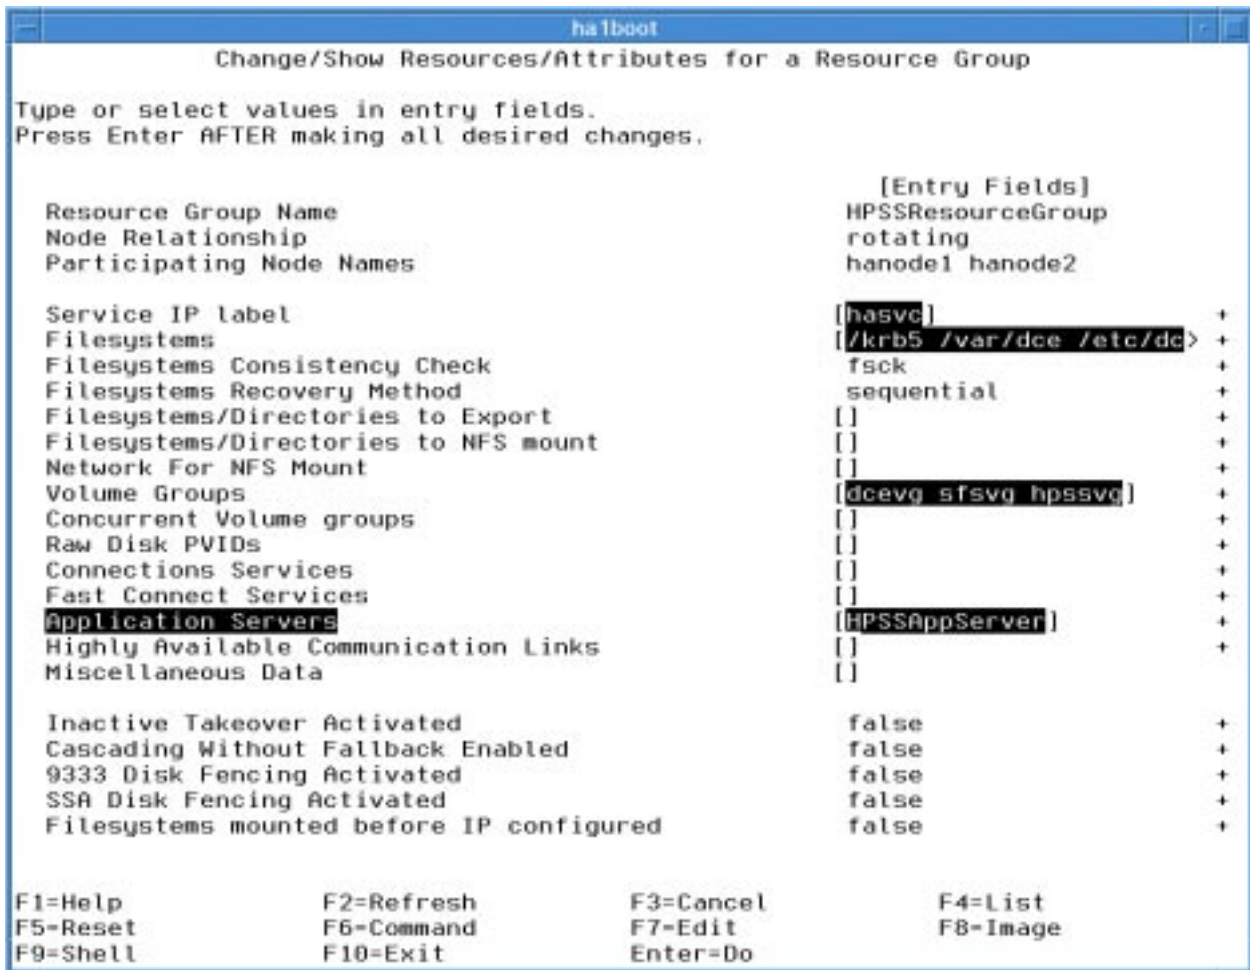 ha1boot
Change/Show Resources/Attributes for a Resource Group
Type or select values in entry fields.
Press Enter AFTER making all desired changes.
[Entry Fields]
Resource Group Name HPSSResourceGroup
Node Relationship rotating
Participating Node Names hanode1 hanode2
Service IP label [hasvc] +
Filesystems [/krb5 /var/dce /etc/dc> +
Filesystems Consistency Check fsck +
Filesystems Recovery Method sequential +
Filesystems/Directories to Export [] +
Filesystems/Directories to NFS mount [] +
Network For NFS Mount [] +
Volume Groups [dcevg sfsvg hpssvg] +
Concurrent Volume groups [] +
Raw Disk PVIDs [] +
Connections Services [] +
Fast Connect Services [] +
Application Servers [HPSSAppServer] +
Highly Available Communication Links [] +
Miscellaneous Data []
Inactive Takeover Activated false +
Cascading Without Fallback Enabled false +
9333 Disk Fencing Activated false +
SSA Disk Fencing Activated false +
Filesystems mounted before IP configured false +
F1=Help F2=Refresh F3=Cancel F4=List
F5=Reset F6=Command F7=Edit F8=Image
F9=Shell F10=Exit Enter=Do